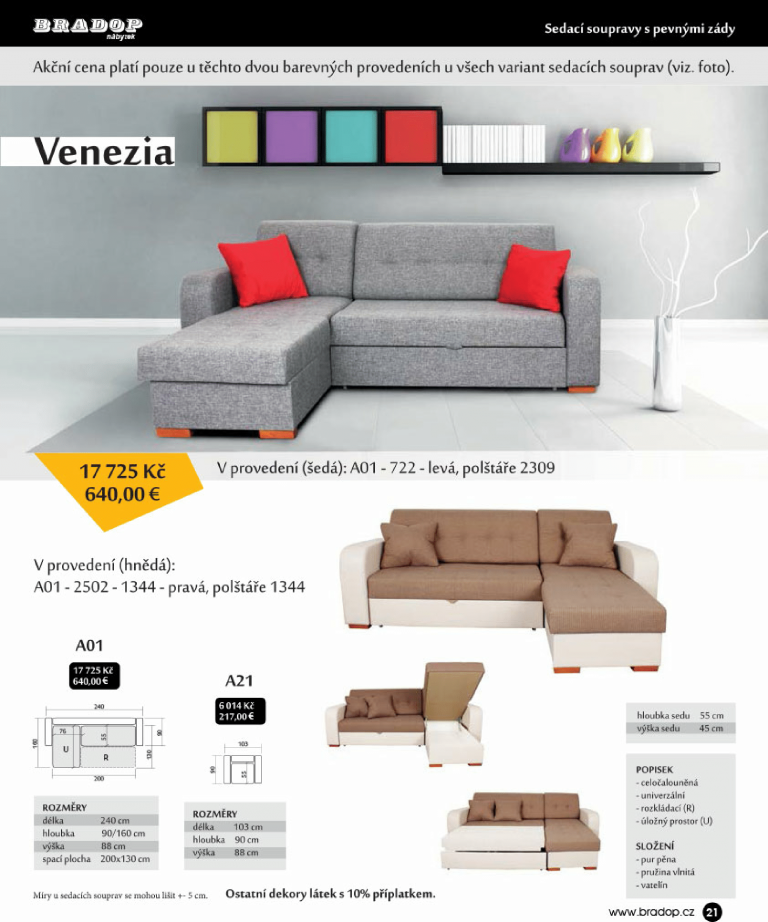 BRADOP
nábytek
Sedací soupravy s pevnými zády
Akční cena platí pouze u těchto dvou barevných provedeních u všech variant sedacích souprav (viz. foto).
Venezia
17 725 Kč
640,00 €
V provedení (šedá): A01 - 722 - levá, polštáře 2309
V provedení (hnědá):
A01 - 2502 - 1344 - pravá, polštáře 1344
A01
17 725 Kč
640,00 €
240
76
55
90
160
130
U
R
200
ROZMĚRY
délka 240 cm
hloubka 90/160 cm
výška 88 cm
spací plocha 200x130 cm
A21
6 014 Kč
217,00 €
103
90
55
ROZMĚRY
délka 103 cm
hloubka 90 cm
výška 88 cm
hloubka sedu 55 cm
výška sedu 45 cm
POPISEK
- celočalouněná
- univerzální
- rozkládací (R)
- úložný prostor (U)
SLOŽENÍ
- pur pěna
- pružina vlnitá
- vatelín
Míry u sedacích souprav se mohou lišit +- 5 cm.
Ostatní dekory látek s 10% příplatkem.
www.bradop.cz 21